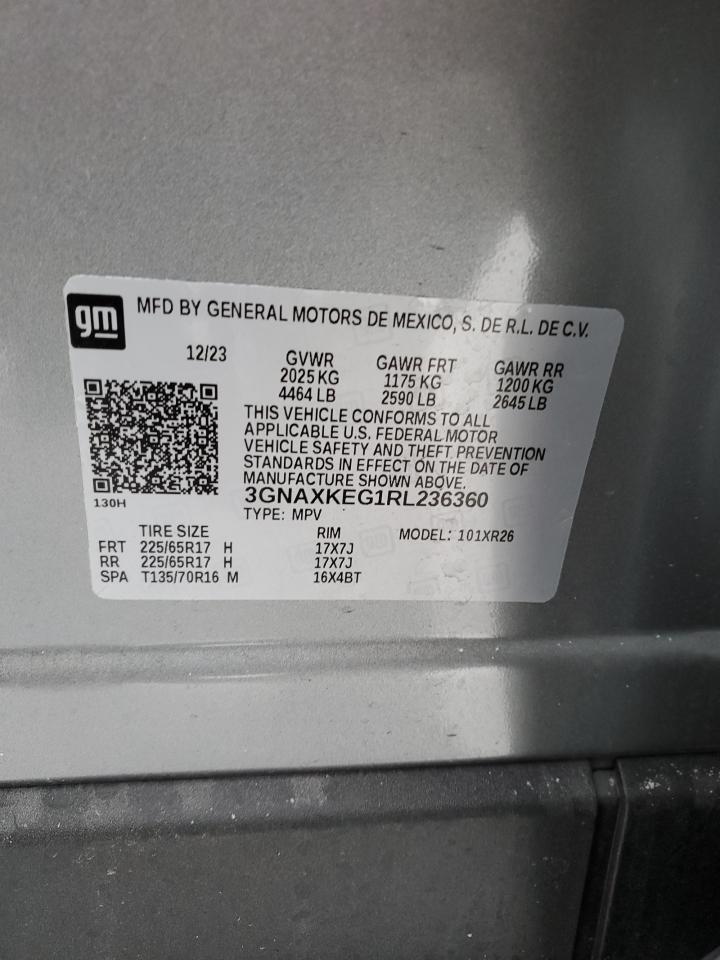 gm
MFD BY GENERAL MOTORS DE MEXICO, S. DE R.L. DE C.V.
12/23 GVWR GAWR FRT GAWR RR
2025 KG 1175 KG 1200 KG
4464 LB 2590 LB 2645 LB
THIS VEHICLE CONFORMS TO ALL
APPLICABLE U.S. FEDERAL MOTOR
VEHICLE SAFETY AND THEFT PREVENTION
STANDARDS IN EFFECT ON THE DATE OF
MANUFACTURE SHOWN ABOVE.
3GNAXKEG1RL236360
130H
TYPE: MPV
TIRE SIZE RIM MODEL: 101XR26
FRT 225/65R17 H 17X7J
RR 225/65R17 H 17X7J
SPA T135/70R16 M 16X4BT